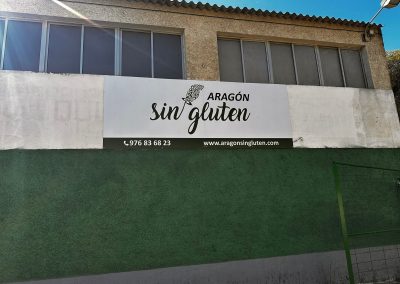 ARAGÓN
sin gluten
976 83 68 23 www.aragonsingluten.com